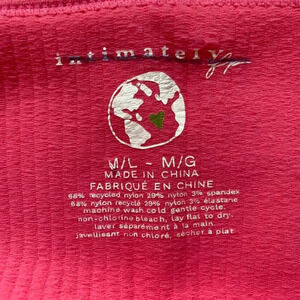 intimately fp
M/L - M/G
MADE IN CHINA
FABRIQUÉ EN CHINE
68% recycled nylon 29% nylon 3% spandex
68% nylon recyclé 29% nylon 3% élastane
machine wash cold gentle cycle.
non-chlorine bleach, lay flat to dry.
laver séparément à la main.
javellisant non chloré, sécher à plat